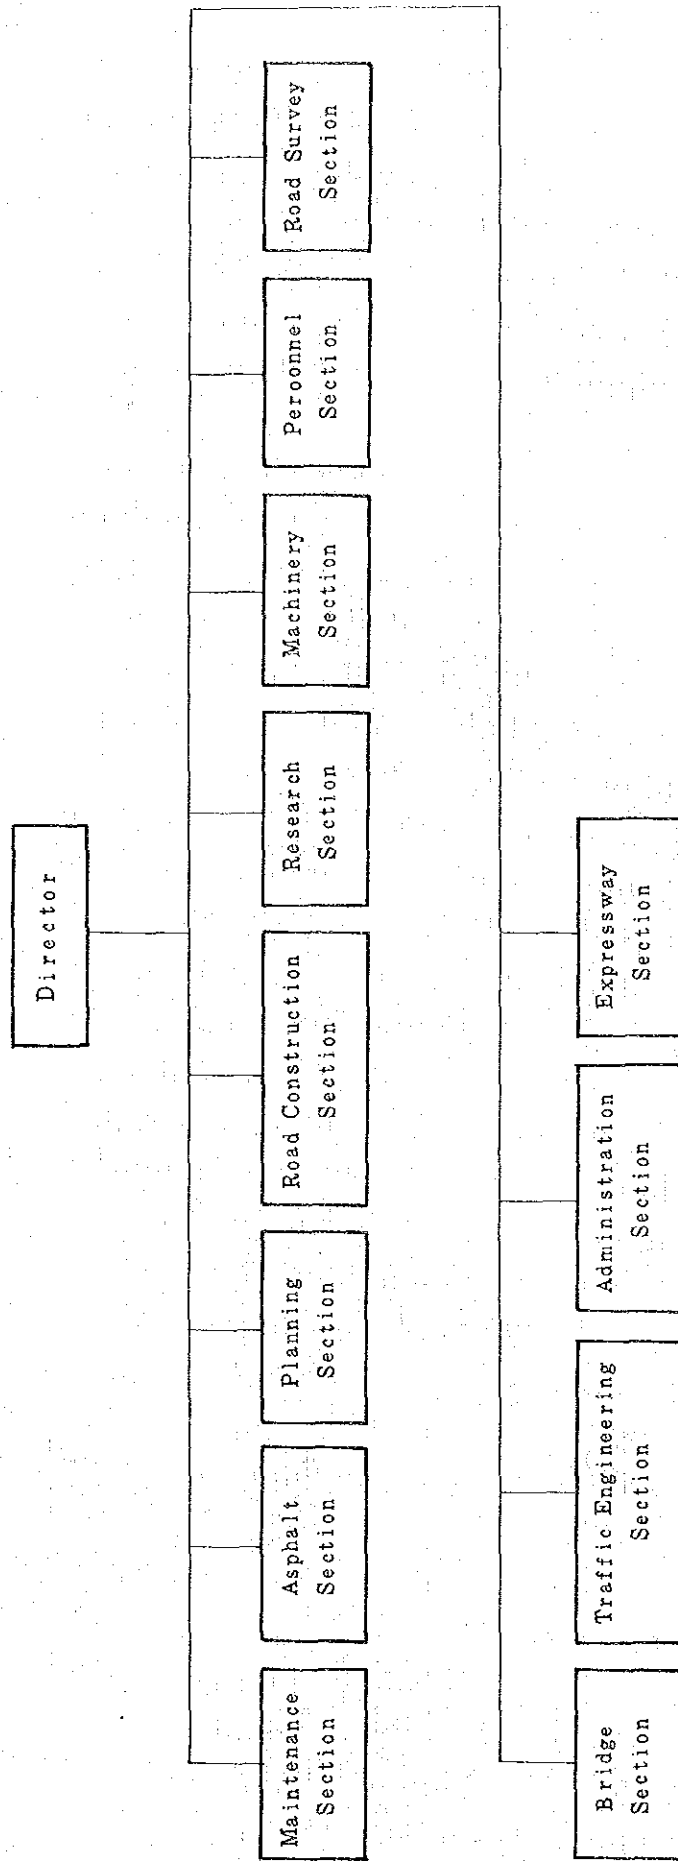 Director
Maintenance
Section
Asphalt
Section
Planning
Section
Road Construction
Section
Research
Section
Machinery
Section
Peroonnel
Section
Road Survey
Section
Bridge
Section
Traffic Engineering
Section
Administration
Section
Expressway
Section